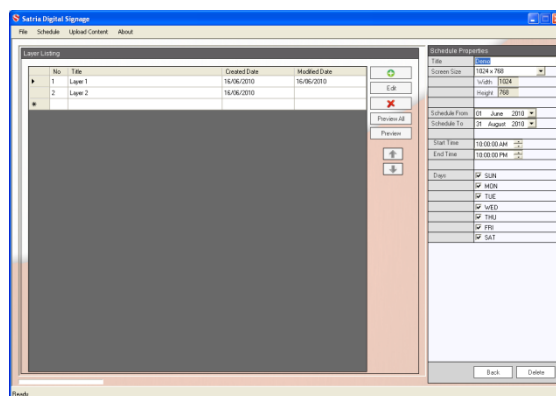 Satria Digital Signage
File Schedule Upload Content About
Layer Listing
No Title Created Date Modified Date
1 Layer 1 16/06/2010 16/06/2010
2 Layer 2 16/06/2010
Edit
Preview All
Preview
Schedule Properties
Title Demo
Screen Size 1024 x 768
Width 1024
Height 768
Schedule From 01 June 2010
Schedule To 31 August 2010
Start Time 10:00:00 AM
End Time 10:00:00 PM
Days SUN
MON
TUE
WED
THU
FRI
SAT
Back Delete
Ready